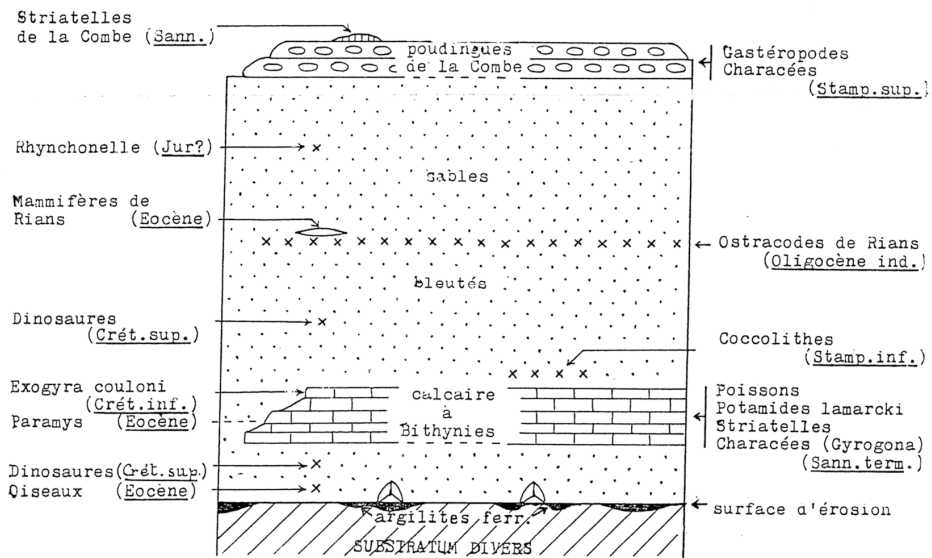 Striatelles
de la Combe (Sann.)
poudingues
de la Combe
Gastéropodes
Characées
(Stamp.sup.)
Rhynchonelle (Jur?)
sables
Mammifères de
Rians (Eocène)
Ostracodes de Rians
(Oligocène ind.)
bleutés
Dinosaures
(Crét.sup.)
Coccolithes
(Stamp.inf.)
Exogyra couloni
(Crét.inf.)
Paramys (Eocène)
calcaire
à
Bithynies
Poissons
Potamides lamarcki
Striatelles
Characées (Gyrogona)
(Sann.term.)
Dinosaures (Crét.sup.)
Oiseaux (Eocène)
argilites ferr.
surface d'érosion
SUBSTRATUM DIVERS